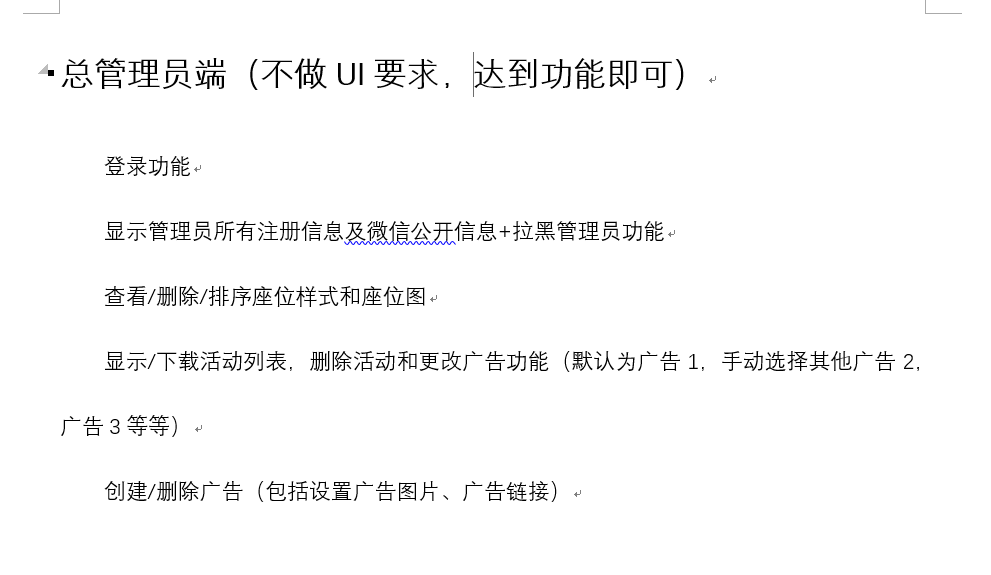 总管理员端（不做 UI 要求，达到功能即可）
登录功能
显示管理员所有注册信息及微信公开信息+拉黑管理员功能
查看/删除/排序座位样式和座位图
显示/下载活动列表，删除活动和更改广告功能（默认为广告 1，手动选择其他广告 2，
广告 3 等等）
创建/删除广告（包括设置广告图片、广告链接）